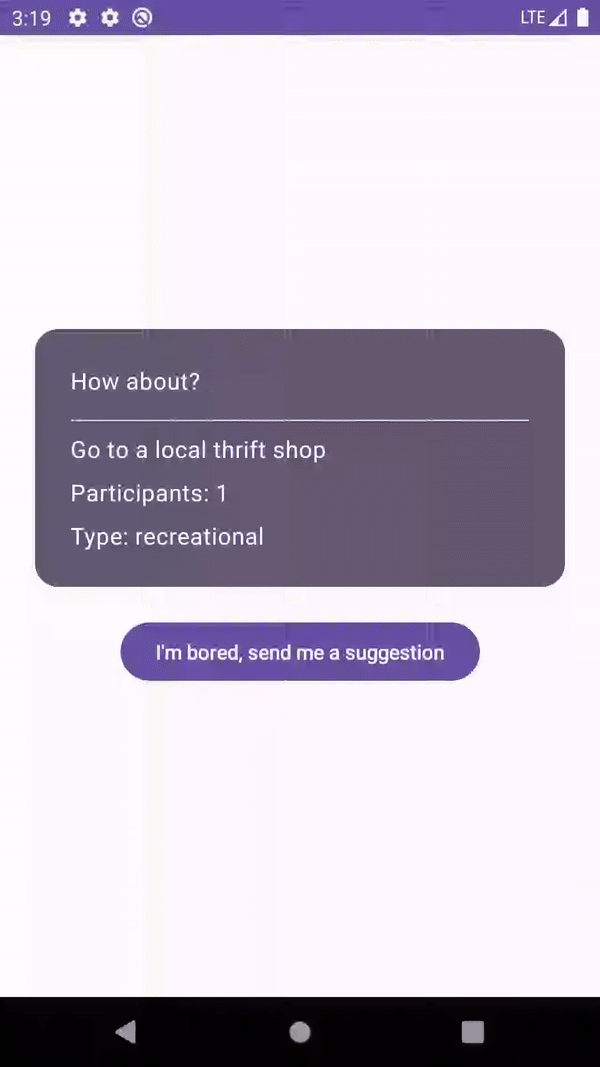 3:19
LTE
How about?
Go to a local thrift shop
Participants: 1
Type: recreational
I'm bored, send me a suggestion